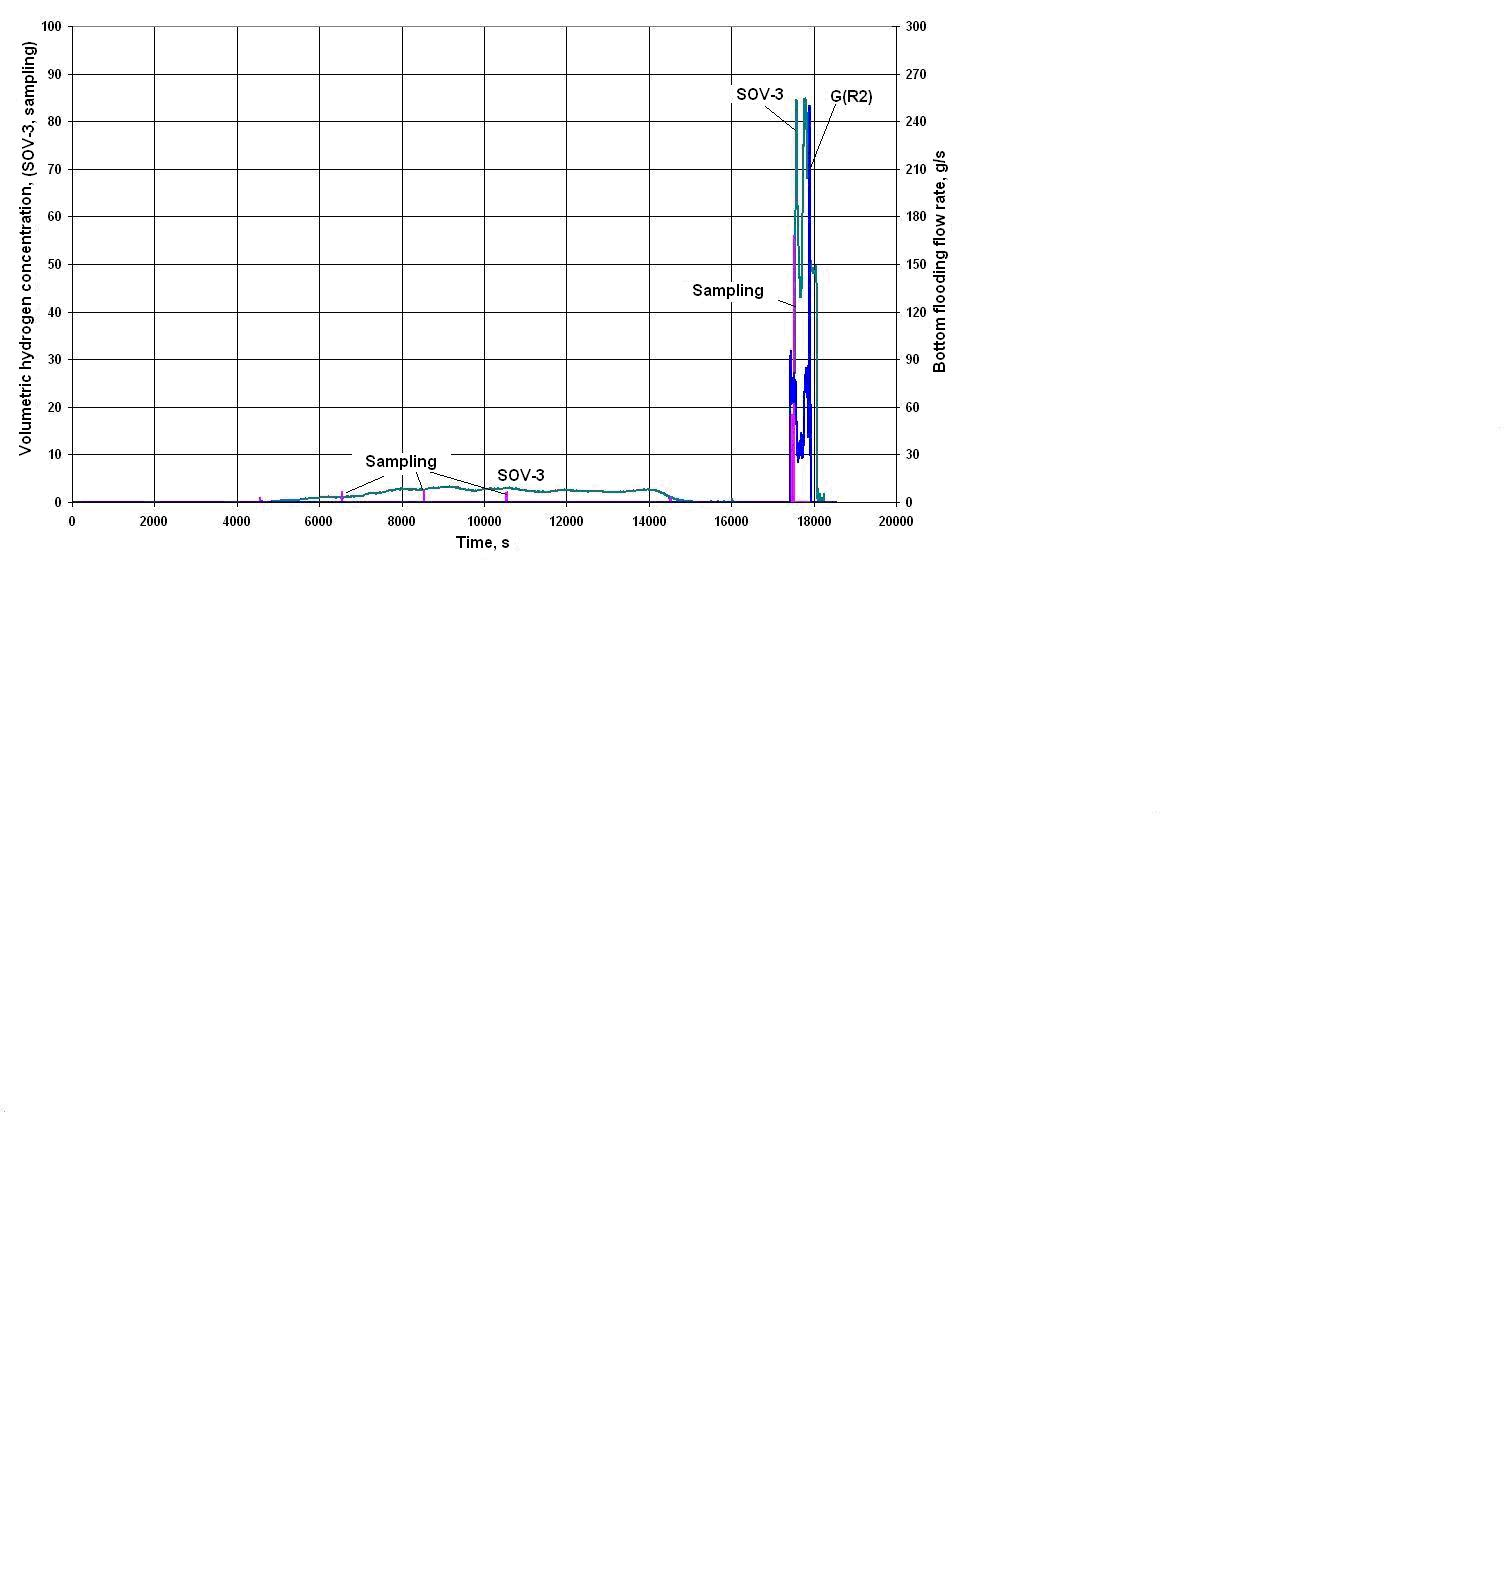 100 300
90 270
SOV-3 G(R2)
80 240
70 210
60 180
50 150
Sampling
40 120
30 90
20 60
10 30
Sampling
SOV-3
0 0
0 2000 4000 6000 8000 10000 12000 14000 16000 18000 20000
Time, s
Volumetric hydrogen concentration, (SOV-3, sampling)
Bottom flooding flow rate, g/s